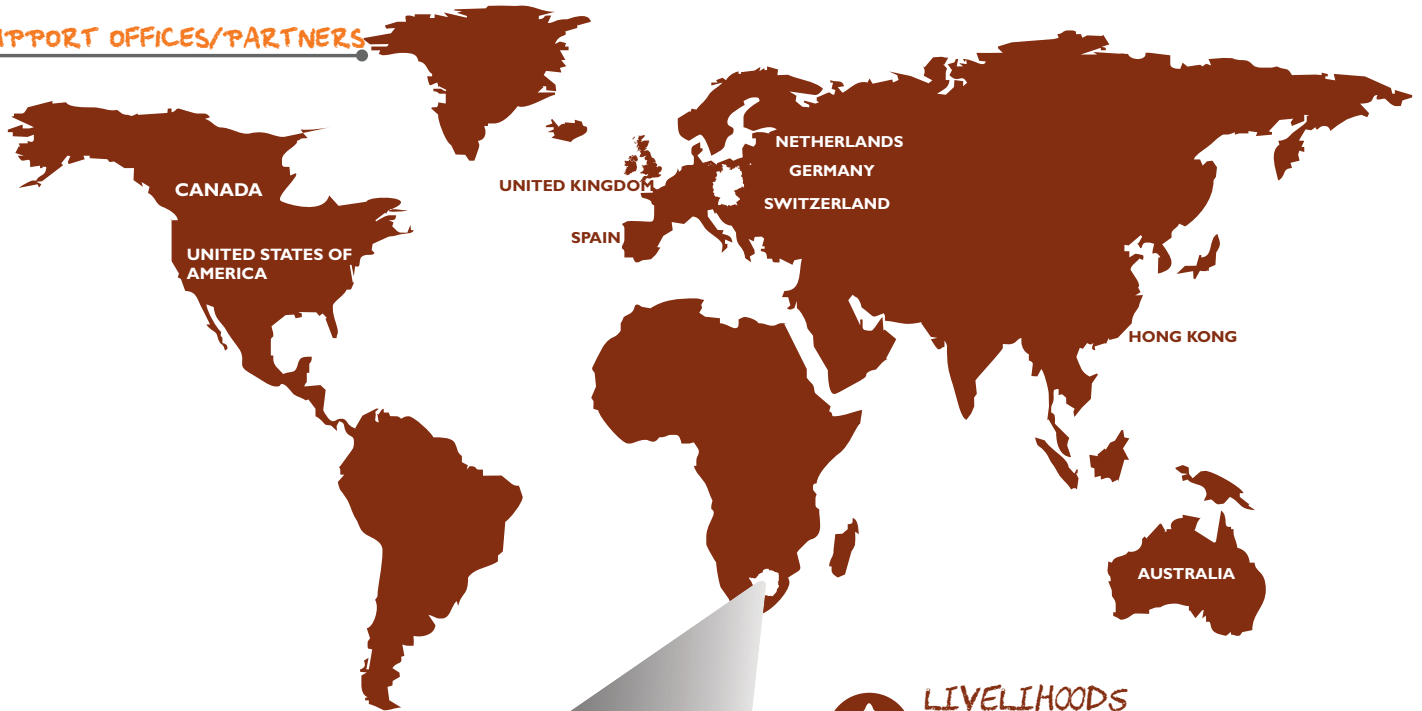 PPORT OFFICES/PARTNERS
NETHERLANDS
GERMANY
UNITED KINGDOM
CANADA
SWITZERLAND
SPAIN
UNITED STATES OF
AMERICA
HONG KONG
AUSTRALIA
LIVELIHOODS